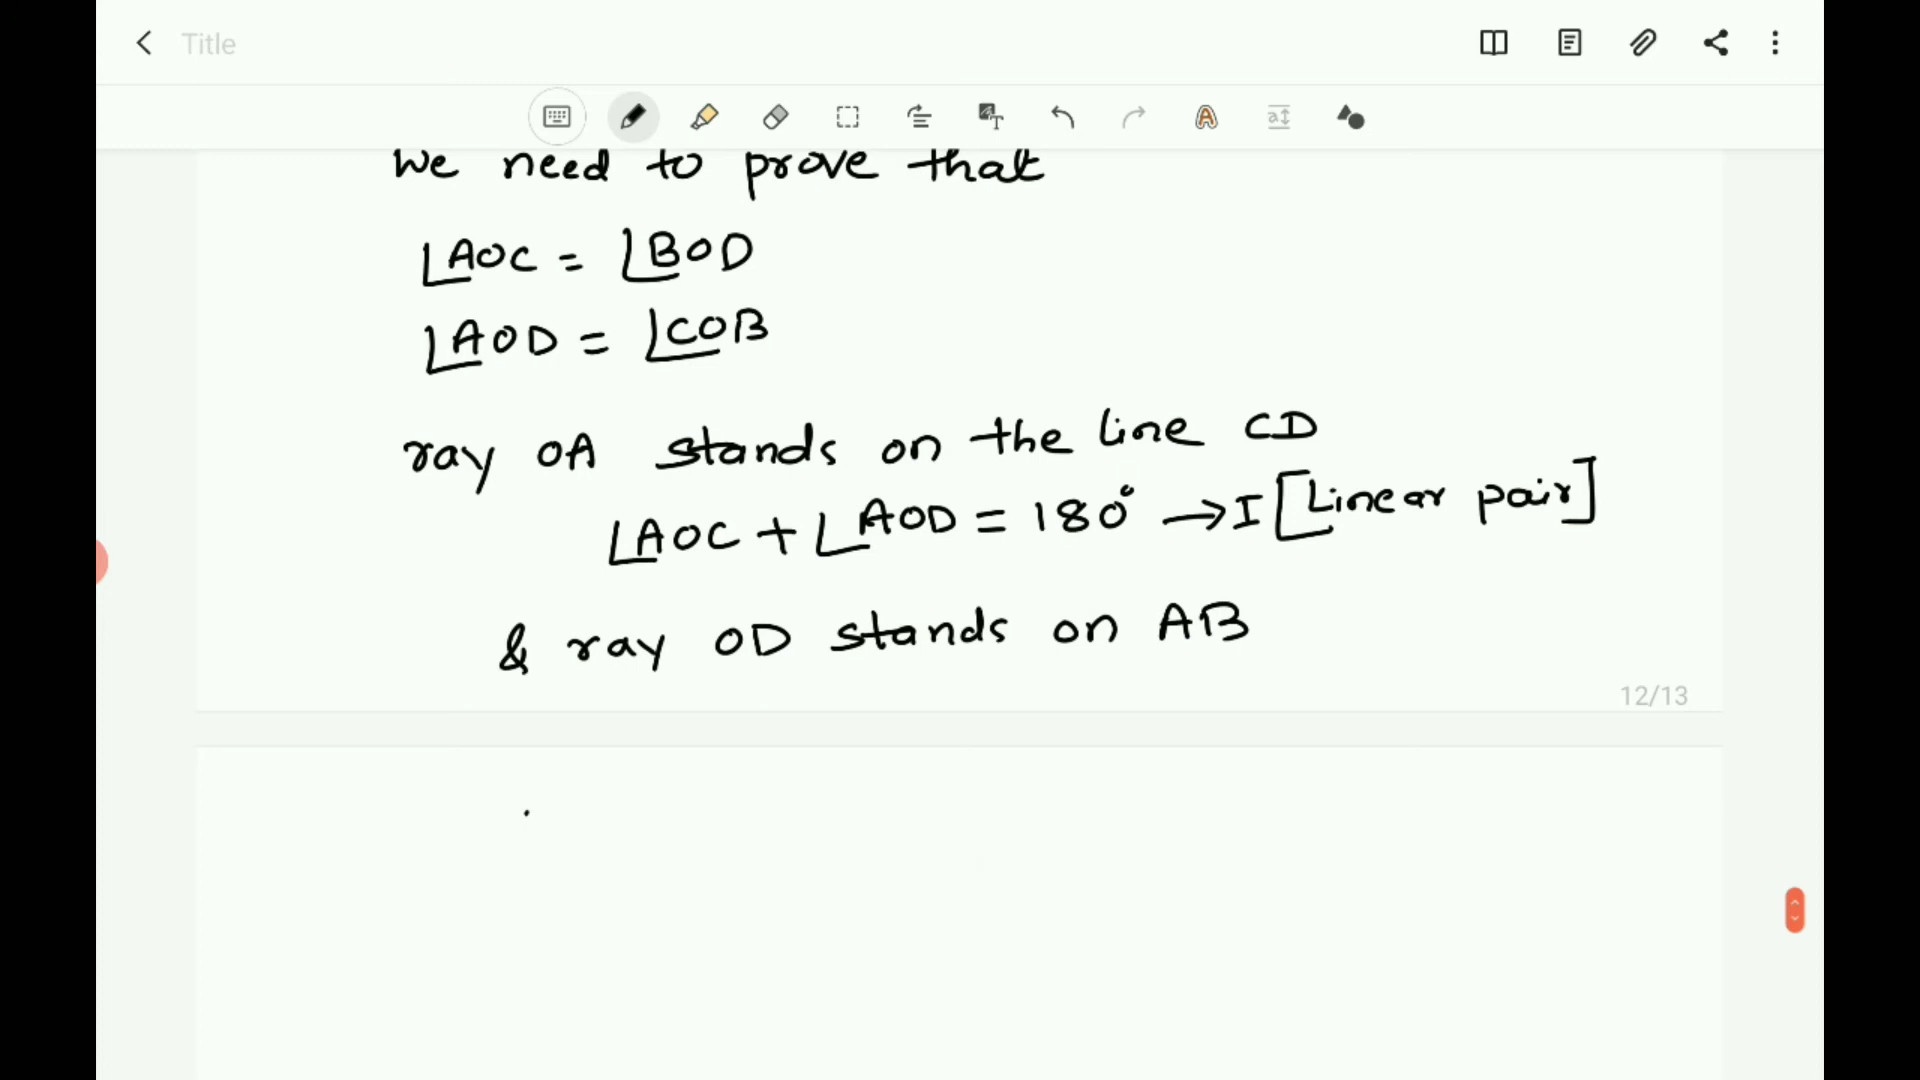 Title
We need to prove that
∠AOC = ∠BOD
∠AOD = ∠COB
ray OA stands on the line CD
∠AOC + ∠AOD = 180° → I [Linear pair]
& ray OD stands on AB
12/13